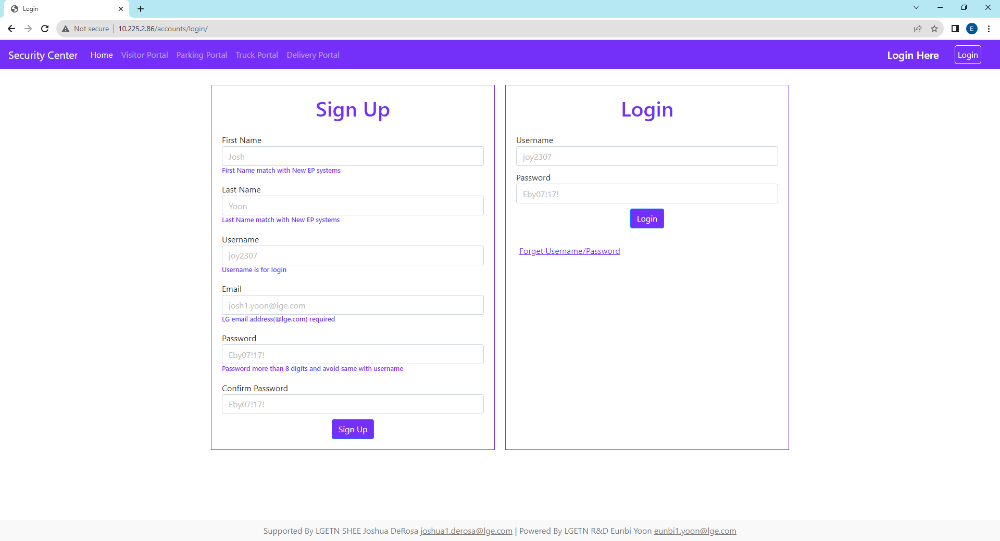 Login
Not secure 10.225.2.86/accounts/login/ E
Security Center Home Visitor Portal Parking Portal Truck Portal Delivery Portal Login Here Login
Sign Up
First Name
Josh
First Name match with New EP systems
Last Name
Yoon
Last Name match with New EP systems
Username
joy2307
Username is for login
Email
josh1.yoon@lge.com
LG email address(@lge.com) required
Password
Eby07!17!
Password more than 8 digits and avoid same with username
Confirm Password
Eby07!17!
Sign Up
Login
Username
joy2307
Password
Eby07!17!
Login
Forget Username/Password
Supported By LGETN SHEE Joshua DeRosa joshua1.derosa@lge.com | Powered By LGETN R&D Eunbi Yoon eunbi1.yoon@lge.com